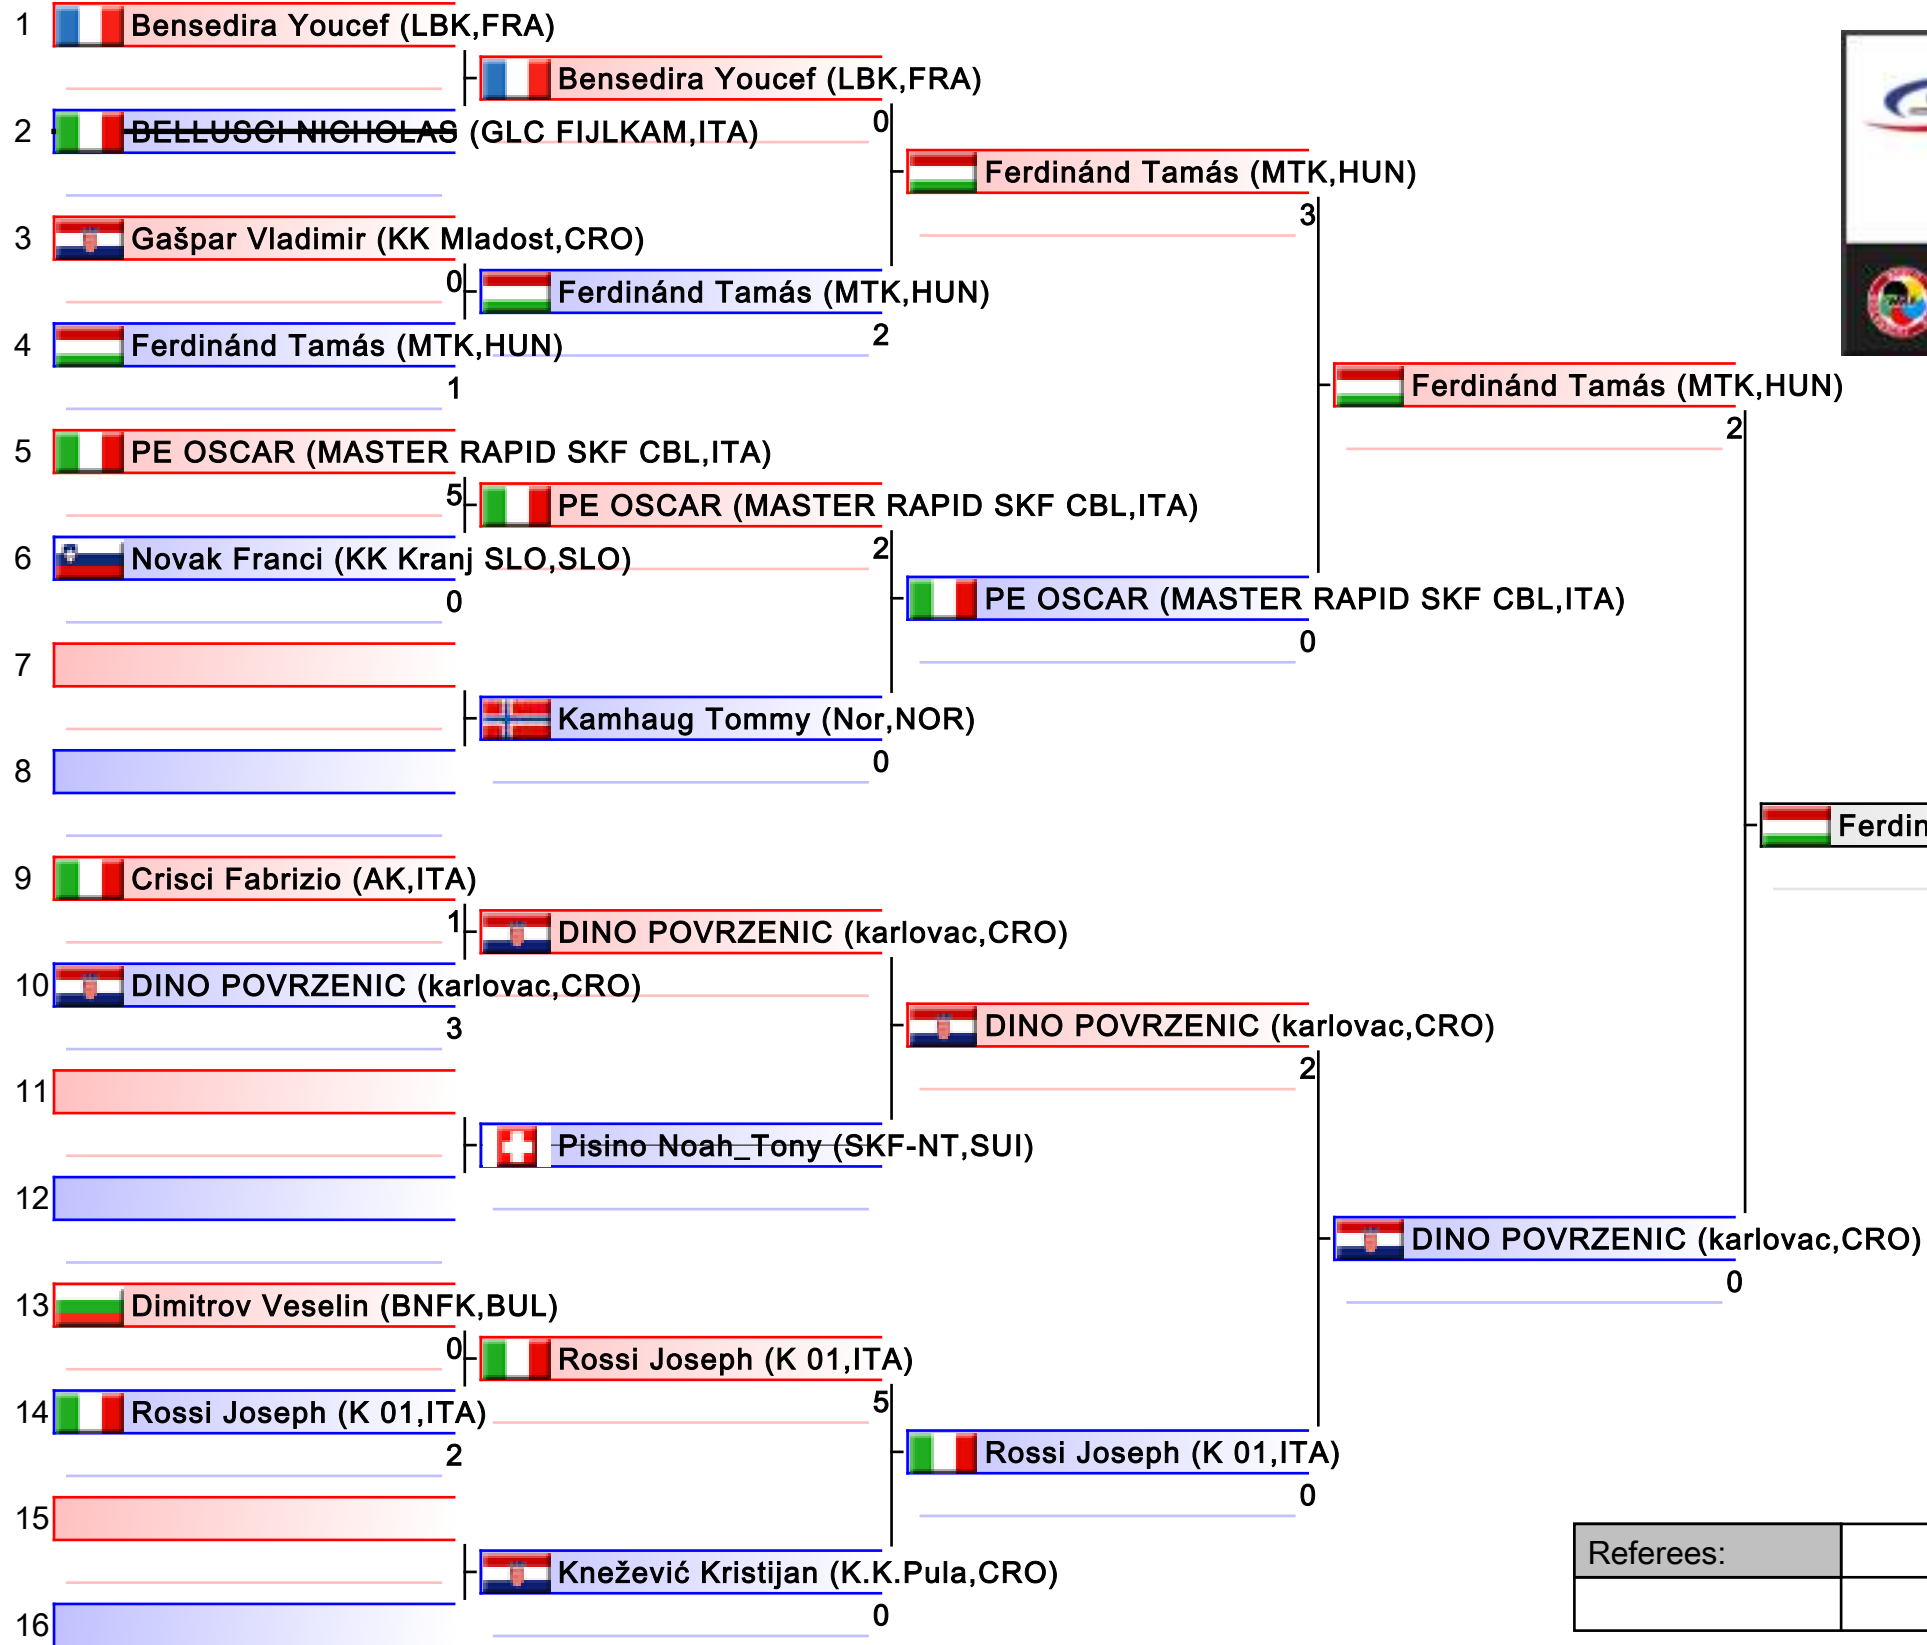 1 Bensedira Youcef (LBK,FRA)
Bensedira Youcef (LBK,FRA)
0
2 BELLUSCI NICHOLAS (GLC FIJLKAM,ITA)
Ferdinánd Tamás (MTK,HUN)
3
3 Gašpar Vladimir (KK Mladost,CRO)
0
Ferdinánd Tamás (MTK,HUN)
2
4 Ferdinánd Tamás (MTK,HUN)
1
Ferdinánd Tamás (MTK,HUN)
2
5 PE OSCAR (MASTER RAPID SKF CBL,ITA)
5
PE OSCAR (MASTER RAPID SKF CBL,ITA)
2
6 Novak Franci (KK Kranj SLO,SLO)
0
PE OSCAR (MASTER RAPID SKF CBL,ITA)
0
7
Kamhaug Tommy (Nor,NOR)
0
8
Ferdin
9 Crisci Fabrizio (AK,ITA)
1
DINO POVRZENIC (karlovac,CRO)
10 DINO POVRZENIC (karlovac,CRO)
3
DINO POVRZENIC (karlovac,CRO)
2
11
Pisino Noah_Tony (SKF-NT,SUI)
12
DINO POVRZENIC (karlovac,CRO)
0
13 Dimitrov Veselin (BNFK,BUL)
0
Rossi Joseph (K 01,ITA)
5
14 Rossi Joseph (K 01,ITA)
2
Rossi Joseph (K 01,ITA)
0
15
Knežević Kristijan (K.K.Pula,CRO)
0
16
Referees: